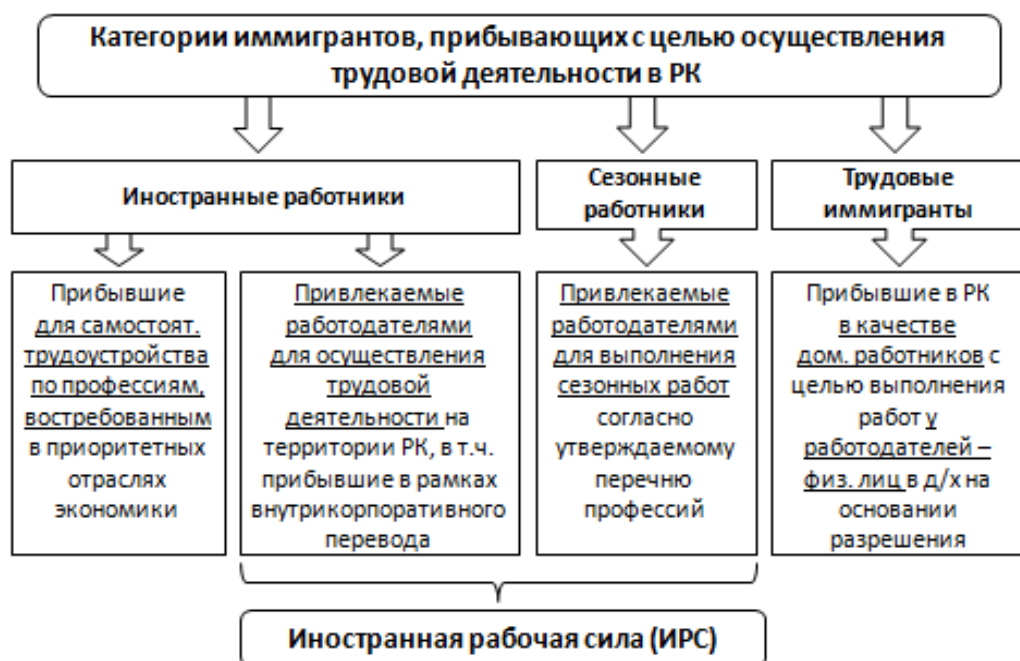 Категории иммигрантов, прибывающих с целью осуществления
трудовой деятельности в РК
Иностранные работники
Сезонные
работники
Трудовые
иммигранты
Прибывшие
для самостоят.
трудоустройства
по профессиям,
востребованным
в приоритетных
отраслях
экономики
Привлекаемые
работодателями
для осуществления
трудовой
деятельности на
территории РК, в т.ч.
прибывшие в рамках
внутрикорпоративного
перевода
Привлекаемые
работодателями
для выполнения
сезонных работ
согласно
утверждаемому
перечню
профессий
Прибывшие в РК
в качестве
дом. работников с
целью выполнения
работ у
работодателей –
физ. лиц в д/х на
основании
разрешения
Иностранная рабочая сила (ИРС)